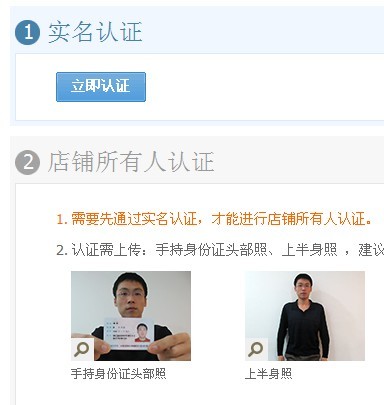 1 实名认证
立即认证
2 店铺所有人认证
1. 需要先通过实名认证，才能进行店铺所有人认证。
2. 认证需上传：手持身份证头部照、上半身照 ，建议
手持身份证头部照
上半身照